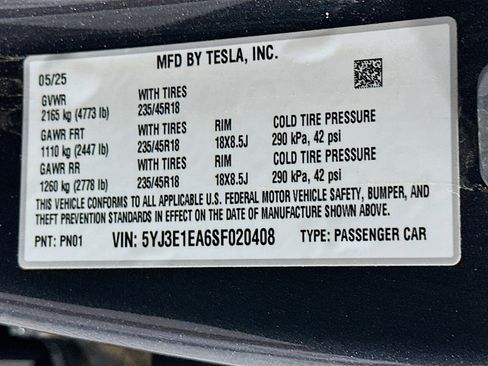 MFD BY TESLA, INC.
05/25
GVWR WITH TIRES
2165 kg (4773 lb) 235/45R18
GAWR FRT WITH TIRES RIM COLD TIRE PRESSURE
1110 kg (2447 lb) 235/45R18 18X8.5J 290 kPa, 42 psi
GAWR RR WITH TIRES RIM COLD TIRE PRESSURE
1260 kg (2778 lb) 235/45R18 18X8.5J 290 kPa, 42 psi
THIS VEHICLE CONFORMS TO ALL APPLICABLE U.S. FEDERAL MOTOR VEHICLE SAFETY, BUMPER, AND
THEFT PREVENTION STANDARDS IN EFFECT ON THE DATE OF MANUFACTURE SHOWN ABOVE.
PNT: PN01 VIN: 5YJ3E1EA6SF020408 TYPE: PASSENGER CAR